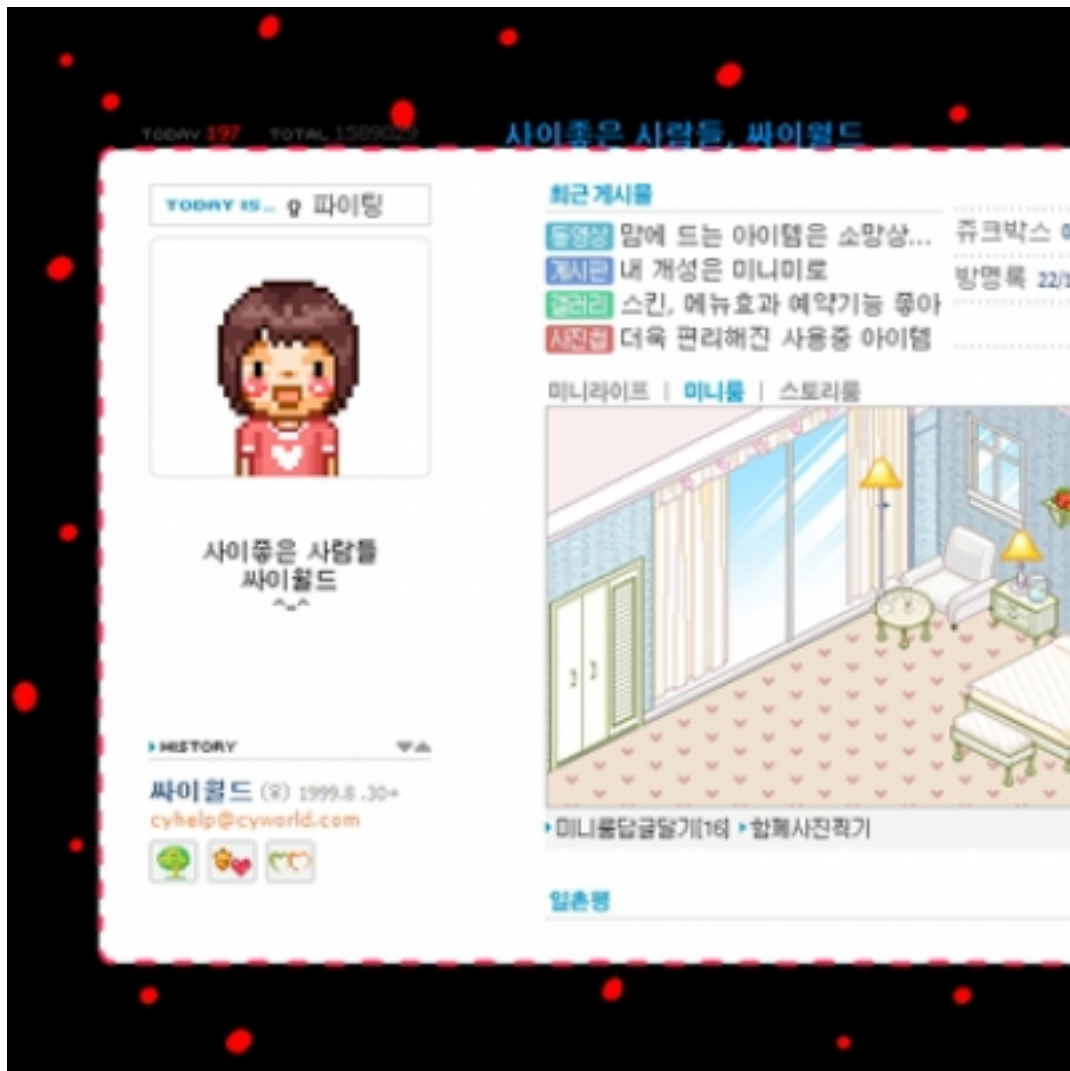 TODAY 197 TOTAL 1589029
사이좋은 사람들, 싸이월드
TODAY IS... 파이팅
사이좋은 사람들
싸이월드
^-^
HISTORY
싸이월드 (우) 1999.8 .30+
cyhelp@cyworld.com
최근 게시물
동영상 맘에 드는 아이템은 소망상...
게시판 내 개성은 미니미로
갤러리 스킨, 메뉴효과 예약기능 좋아
사진첩 더욱 편리해진 사용중 아이템
쥬크박스
방명록 22/1
미니라이프 | 미니룸 | 스토리룸
미니룸답글달기[16] 함께사진찍기
일촌평